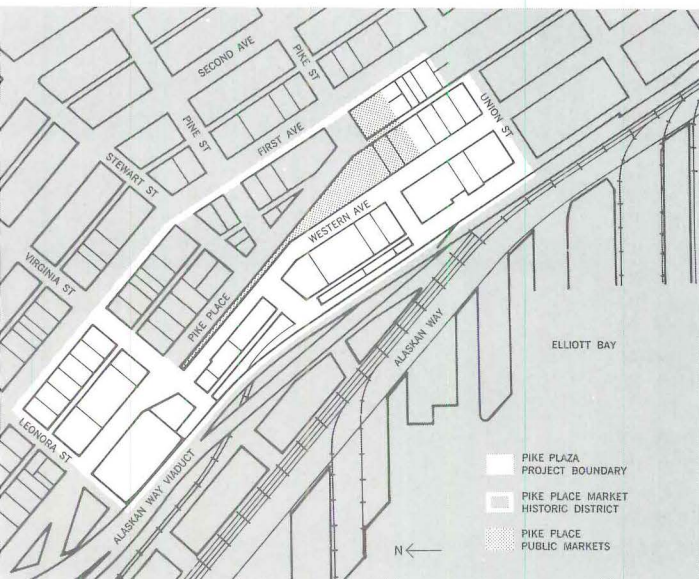 SECOND AVE
PIKE ST
PINE ST
FIRST AVE
UNION ST
STEWART ST
WESTERN AVE
VIRGINIA ST
PIKE PLACE
ALASKAN WAY
ELLIOTT BAY
LEONORA ST
ALASKAN WAY VIADUCT
PIKE PLAZA
PROJECT BOUNDARY
PIKE PLACE MARKET
HISTORIC DISTRICT
PIKE PLACE
PUBLIC MARKETS
N